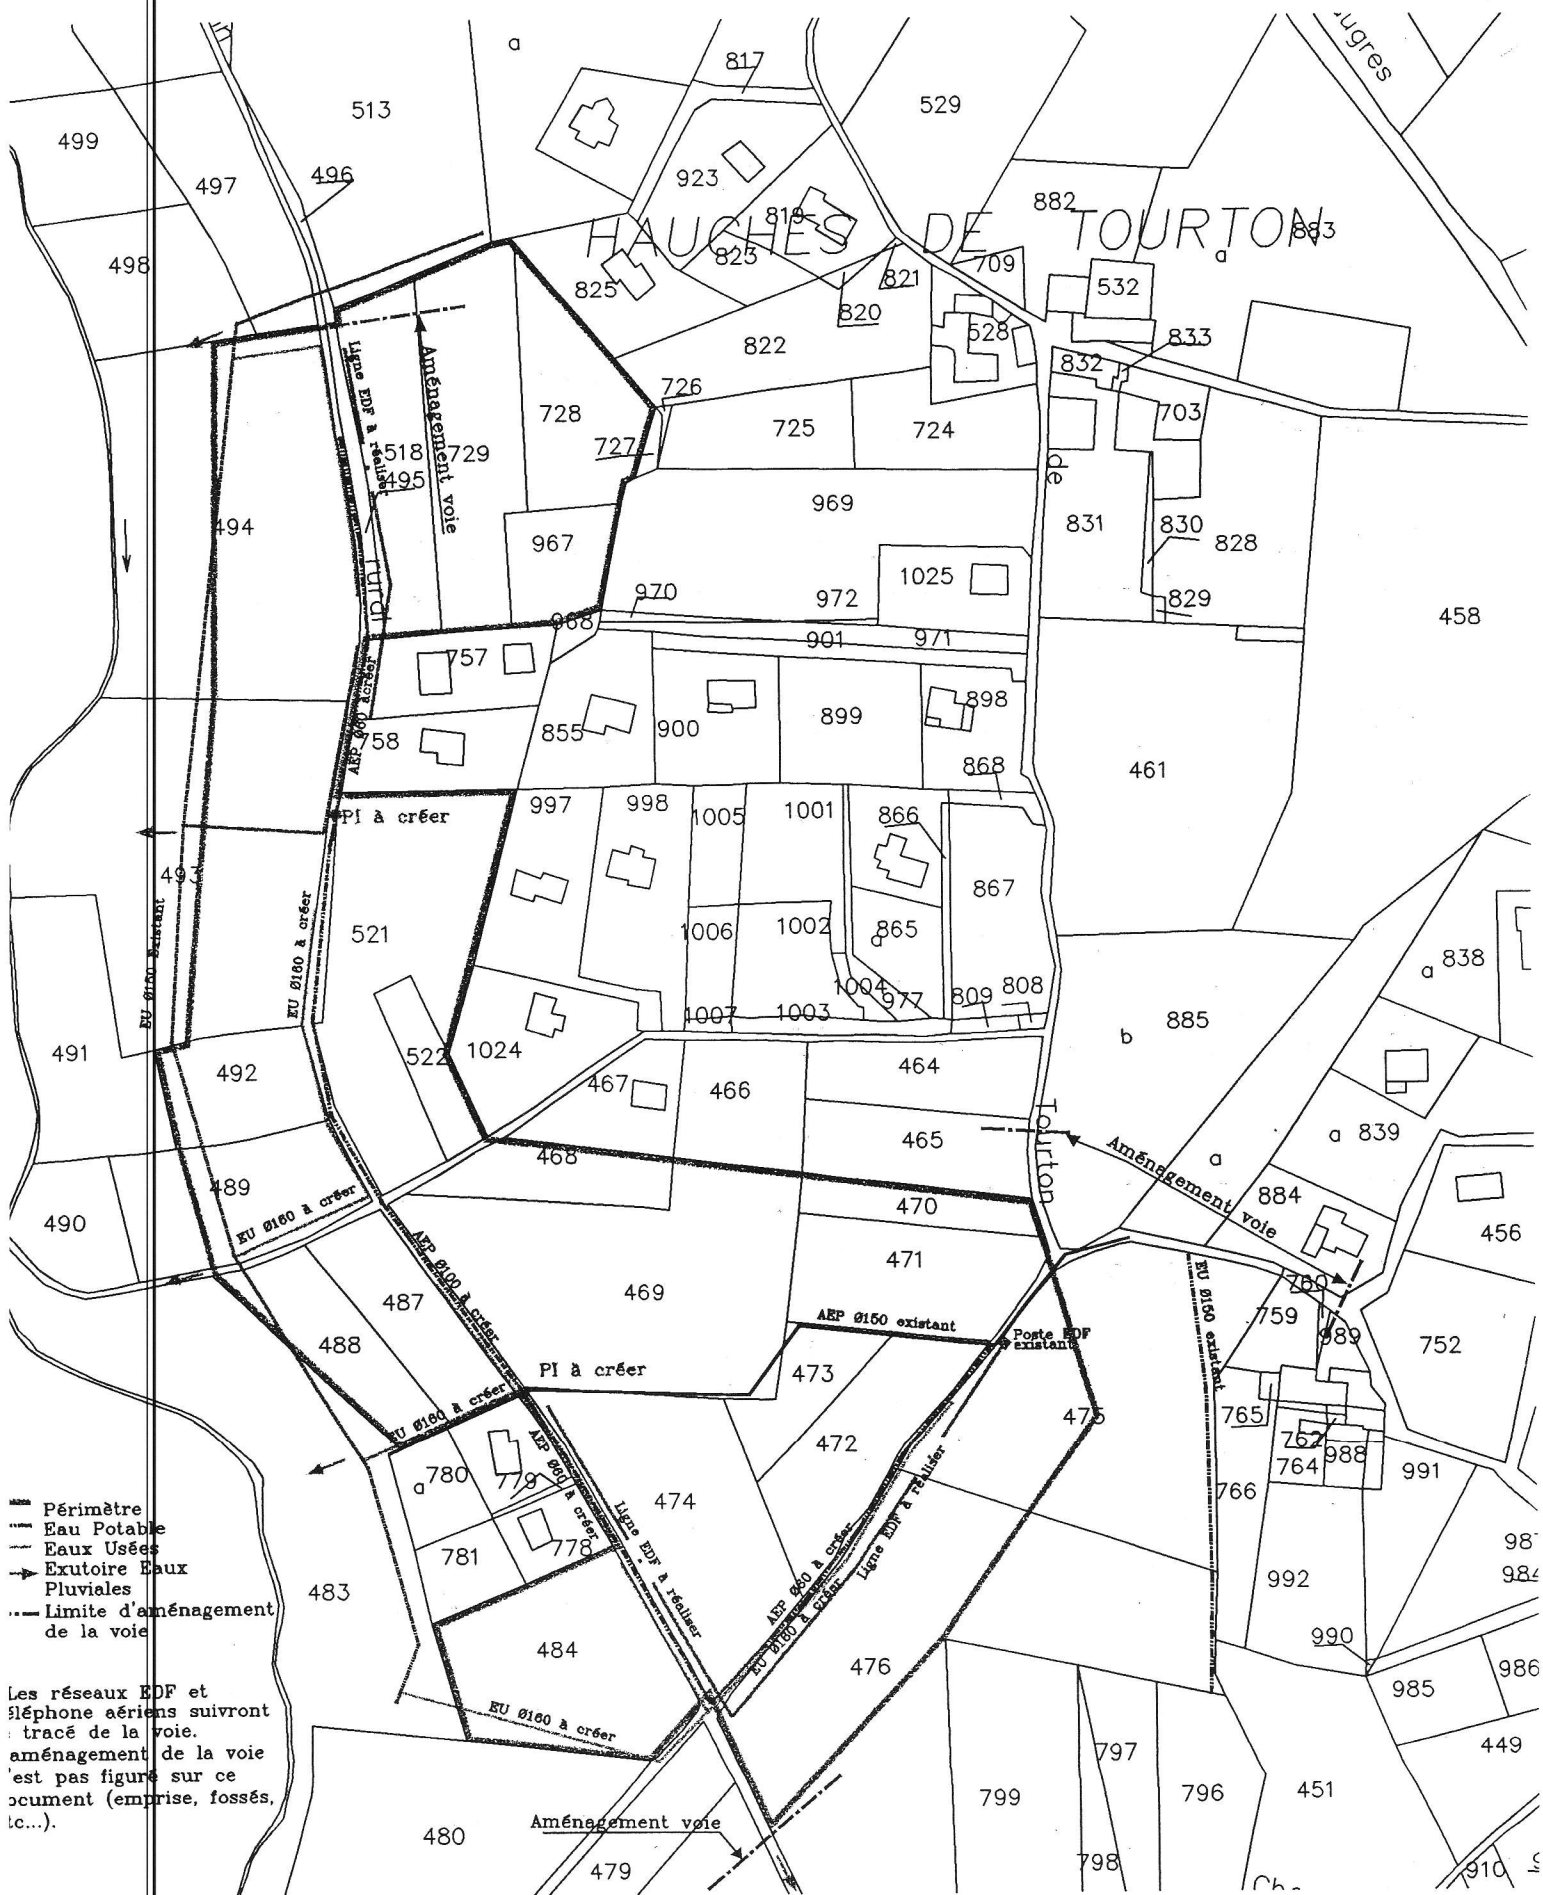 a
817
ugres
513
529
499
496
497
923
882
819
HAUCHES DE TOURTON
883
823
a
498
709
821
825
532
820
528
833
822
832
726
Ligne EDF à réaliser
Aménagement voie
728
703
725
724
727
518
729
495
de
969
494
831
830
828
967
rural
1025
970
972
829
968
458
901
971
757
898
899
855
900
758
AEP Ø60 à créer
868
461
997
998
1005
1001
866
PI à créer
493
867
EU Ø150 Existant
EU Ø160 à créer
521
1006
1002
865
a
838
a
1004
977
809
808
1007
1003
885
b
491
522
1024
492
464
467
466
839
a
465
Tourton
Aménagement voie
468
a
489
884
470
490
EU Ø160 à créer
456
471
AEP Ø100 à créer
760
469
487
759
EU Ø150 existant
AEP Ø150 existant
Poste EDF
existant
989
488
752
PI à créer
473
475
765
EU Ø160 à créer
762
472
988
764
991
780
a
779
AEP Ø60 à créer
766
474
Ligne EDF à réaliser
Périmètre
Eau Potable
Eaux Usées
Exutoire Eaux
Pluviales
Limite d'aménagement
de la voie
781
778
Ligne EDF à réaliser
AEP Ø60 à créer
EU Ø160 à créer
987
984
992
483
990
484
476
986
985
EU Ø160 à créer
Les réseaux EDF et
éléphone aériens suivront
tracé de la voie.
aménagement de la voie
'est pas figuré sur ce
ocument (emprise, fossés,
tc...).
449
797
451
796
799
Aménagement voie
480
479
798
910